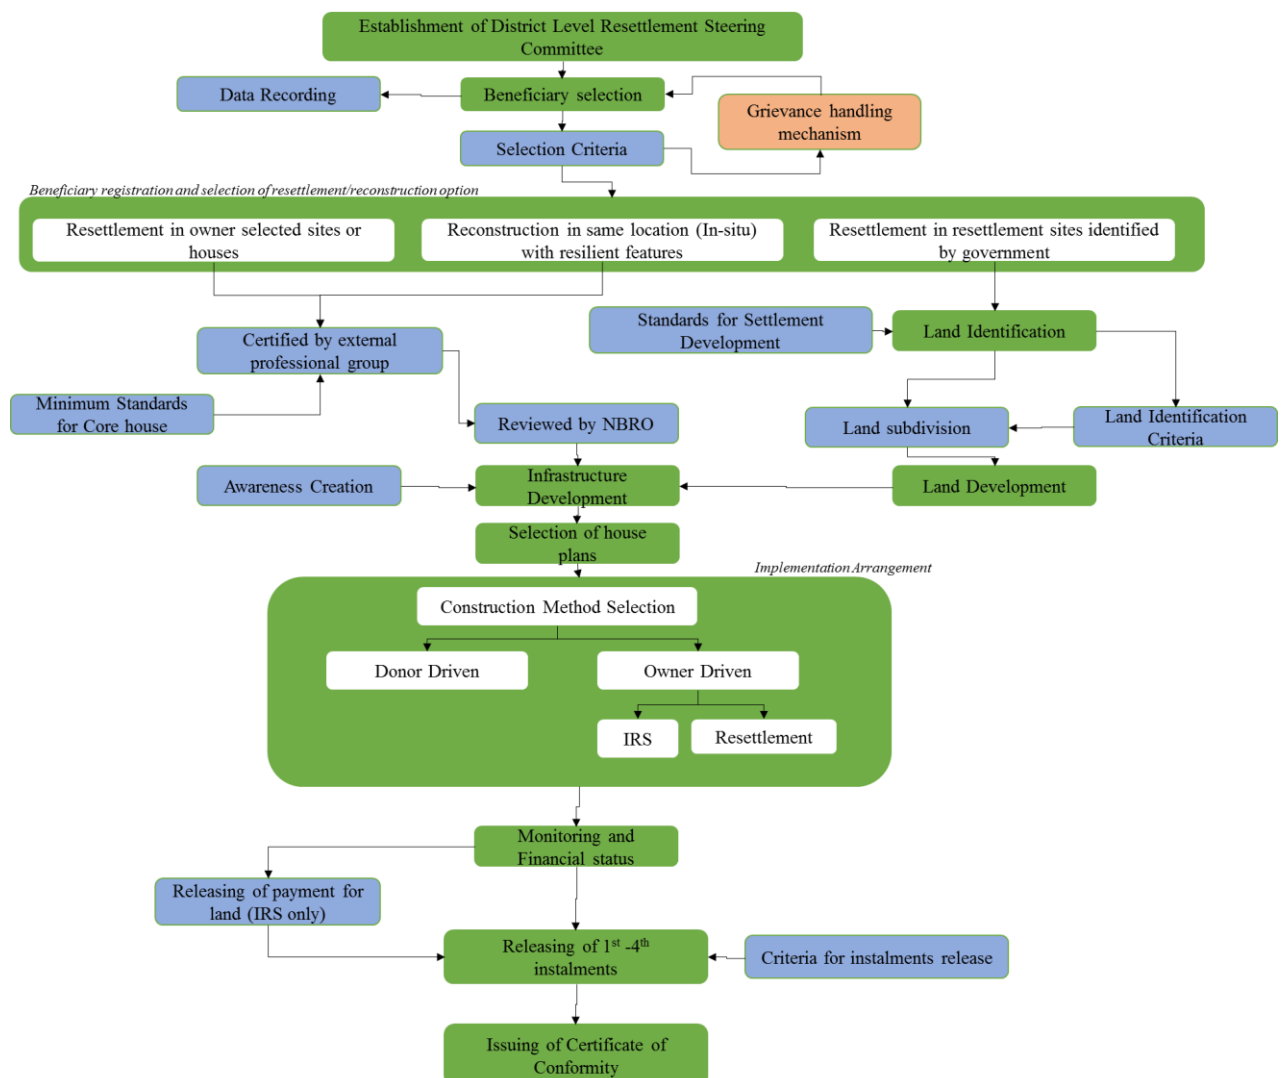 Establishment of District Level Resettlement Steering
Committee
Data Recording
Beneficiary selection
Grievance handling
mechanism
Selection Criteria
Beneficiary registration and selection of resettlement/reconstruction option
Resettlement in owner selected sites or
houses
Reconstruction in same location (In-situ)
with resilient features
Resettlement in resettlement sites identified
by government
Standards for Settlement
Development
Land Identification
Certified by external
professional group
Minimum Standards
for Core house
Reviewed by NBRO
Land subdivision
Land Identification
Criteria
Awareness Creation
Infrastructure
Development
Land Development
Selection of house
plans
Implementation Arrangement
Construction Method Selection
Donor Driven
Owner Driven
IRS
Resettlement
Monitoring and
Financial status
Releasing of payment for
land (IRS only)
Releasing of 1st -4th
instalments
Criteria for instalments release
Issuing of Certificate of
Conformity